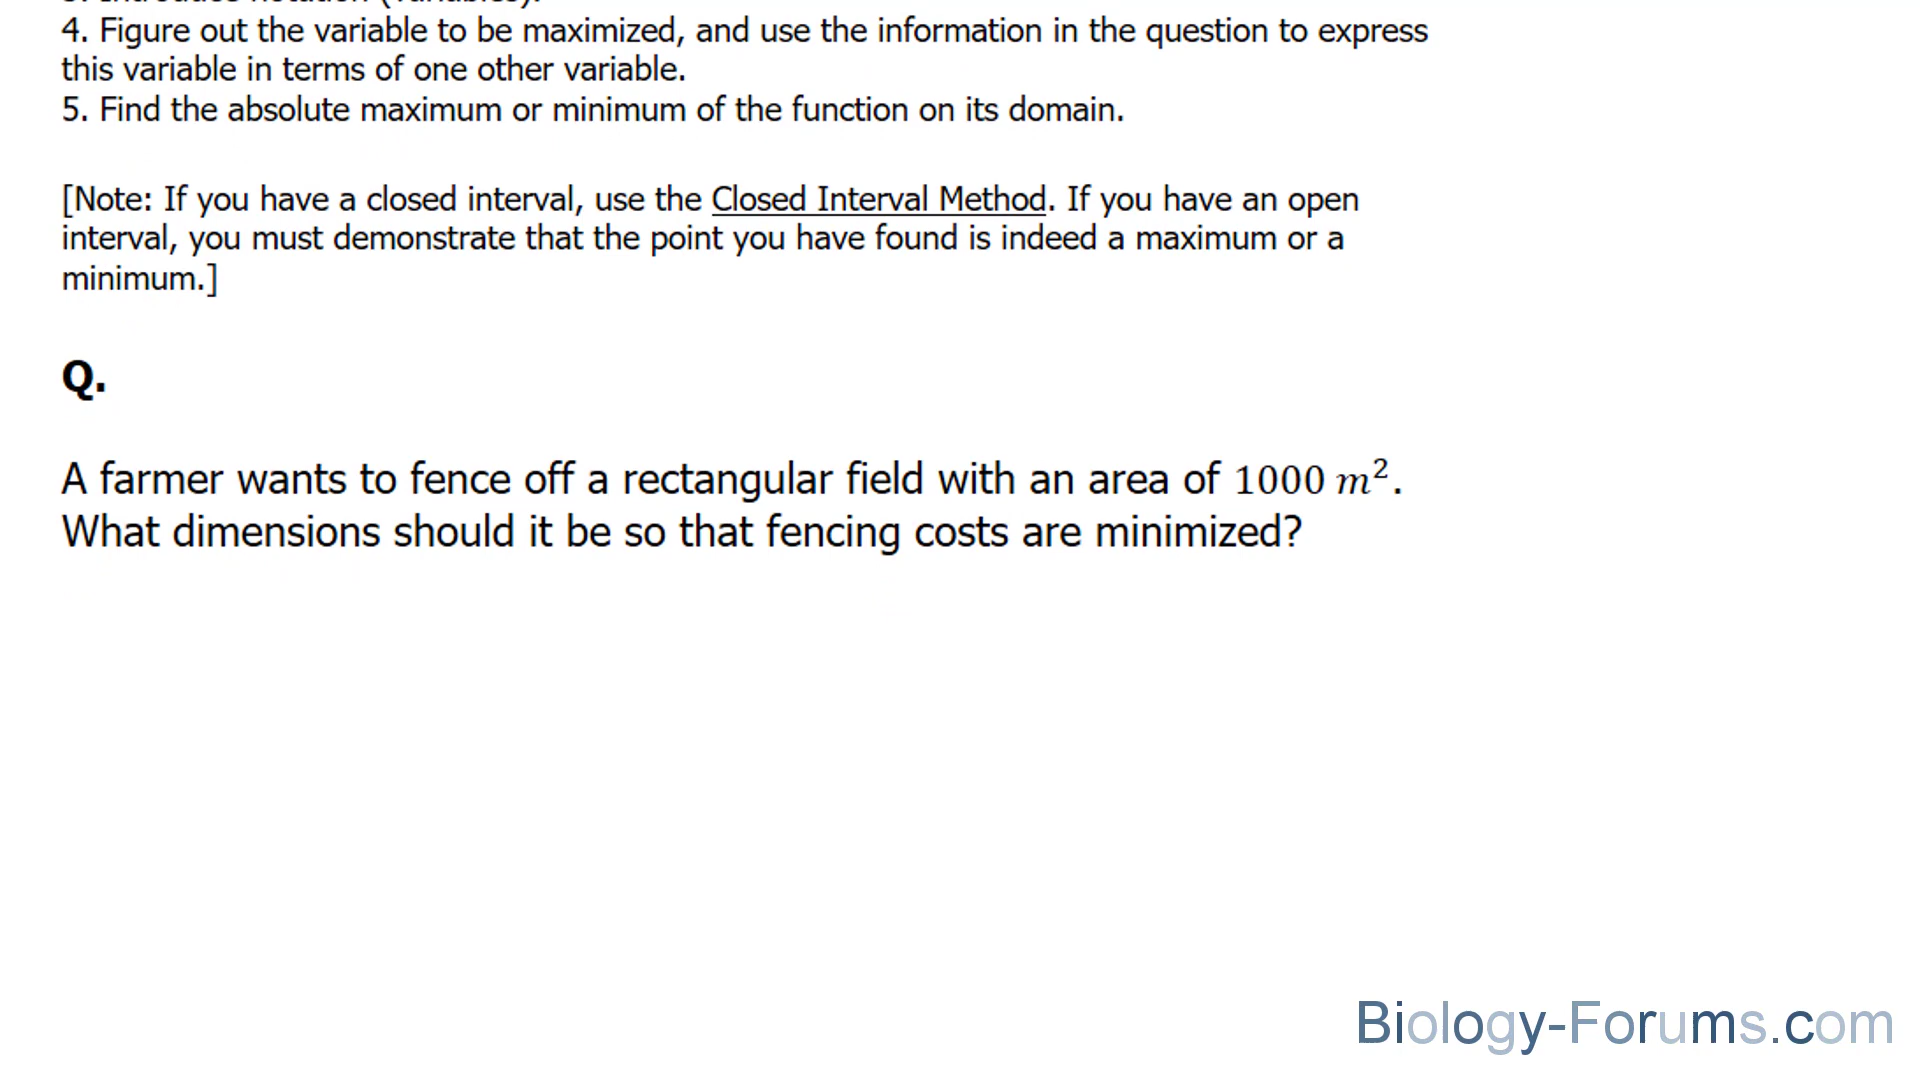 4. Figure out the variable to be maximized, and use the information in the question to express
this variable in terms of one other variable.
5. Find the absolute maximum or minimum of the function on its domain.
[Note: If you have a closed interval, use the Closed Interval Method. If you have an open
interval, you must demonstrate that the point you have found is indeed a maximum or a
minimum.]
Q.
A farmer wants to fence off a rectangular field with an area of 1000 m².
What dimensions should it be so that fencing costs are minimized?
Biology-Forums.com